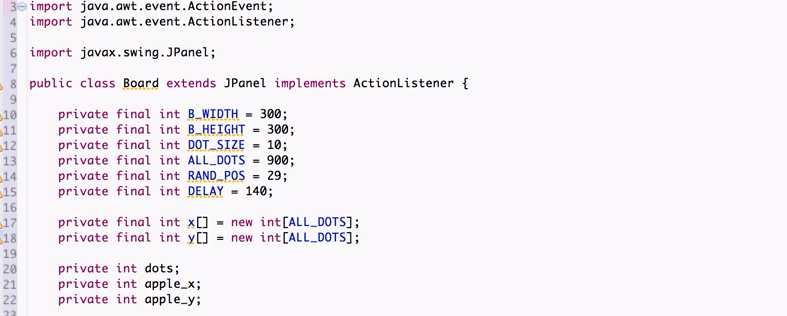 3 import java.awt.event.ActionEvent;
4 import java.awt.event.ActionListener;
5
6 import javax.swing.JPanel;
7
8 public class Board extends JPanel implements ActionListener {
9
10     private final int B_WIDTH = 300;
11     private final int B_HEIGHT = 300;
12     private final int DOT_SIZE = 10;
13     private final int ALL_DOTS = 900;
14     private final int RAND_POS = 29;
15     private final int DELAY = 140;
16
17     private final int x[] = new int[ALL_DOTS];
18     private final int y[] = new int[ALL_DOTS];
19
20     private int dots;
21     private int apple_x;
22     private int apple_y;
23